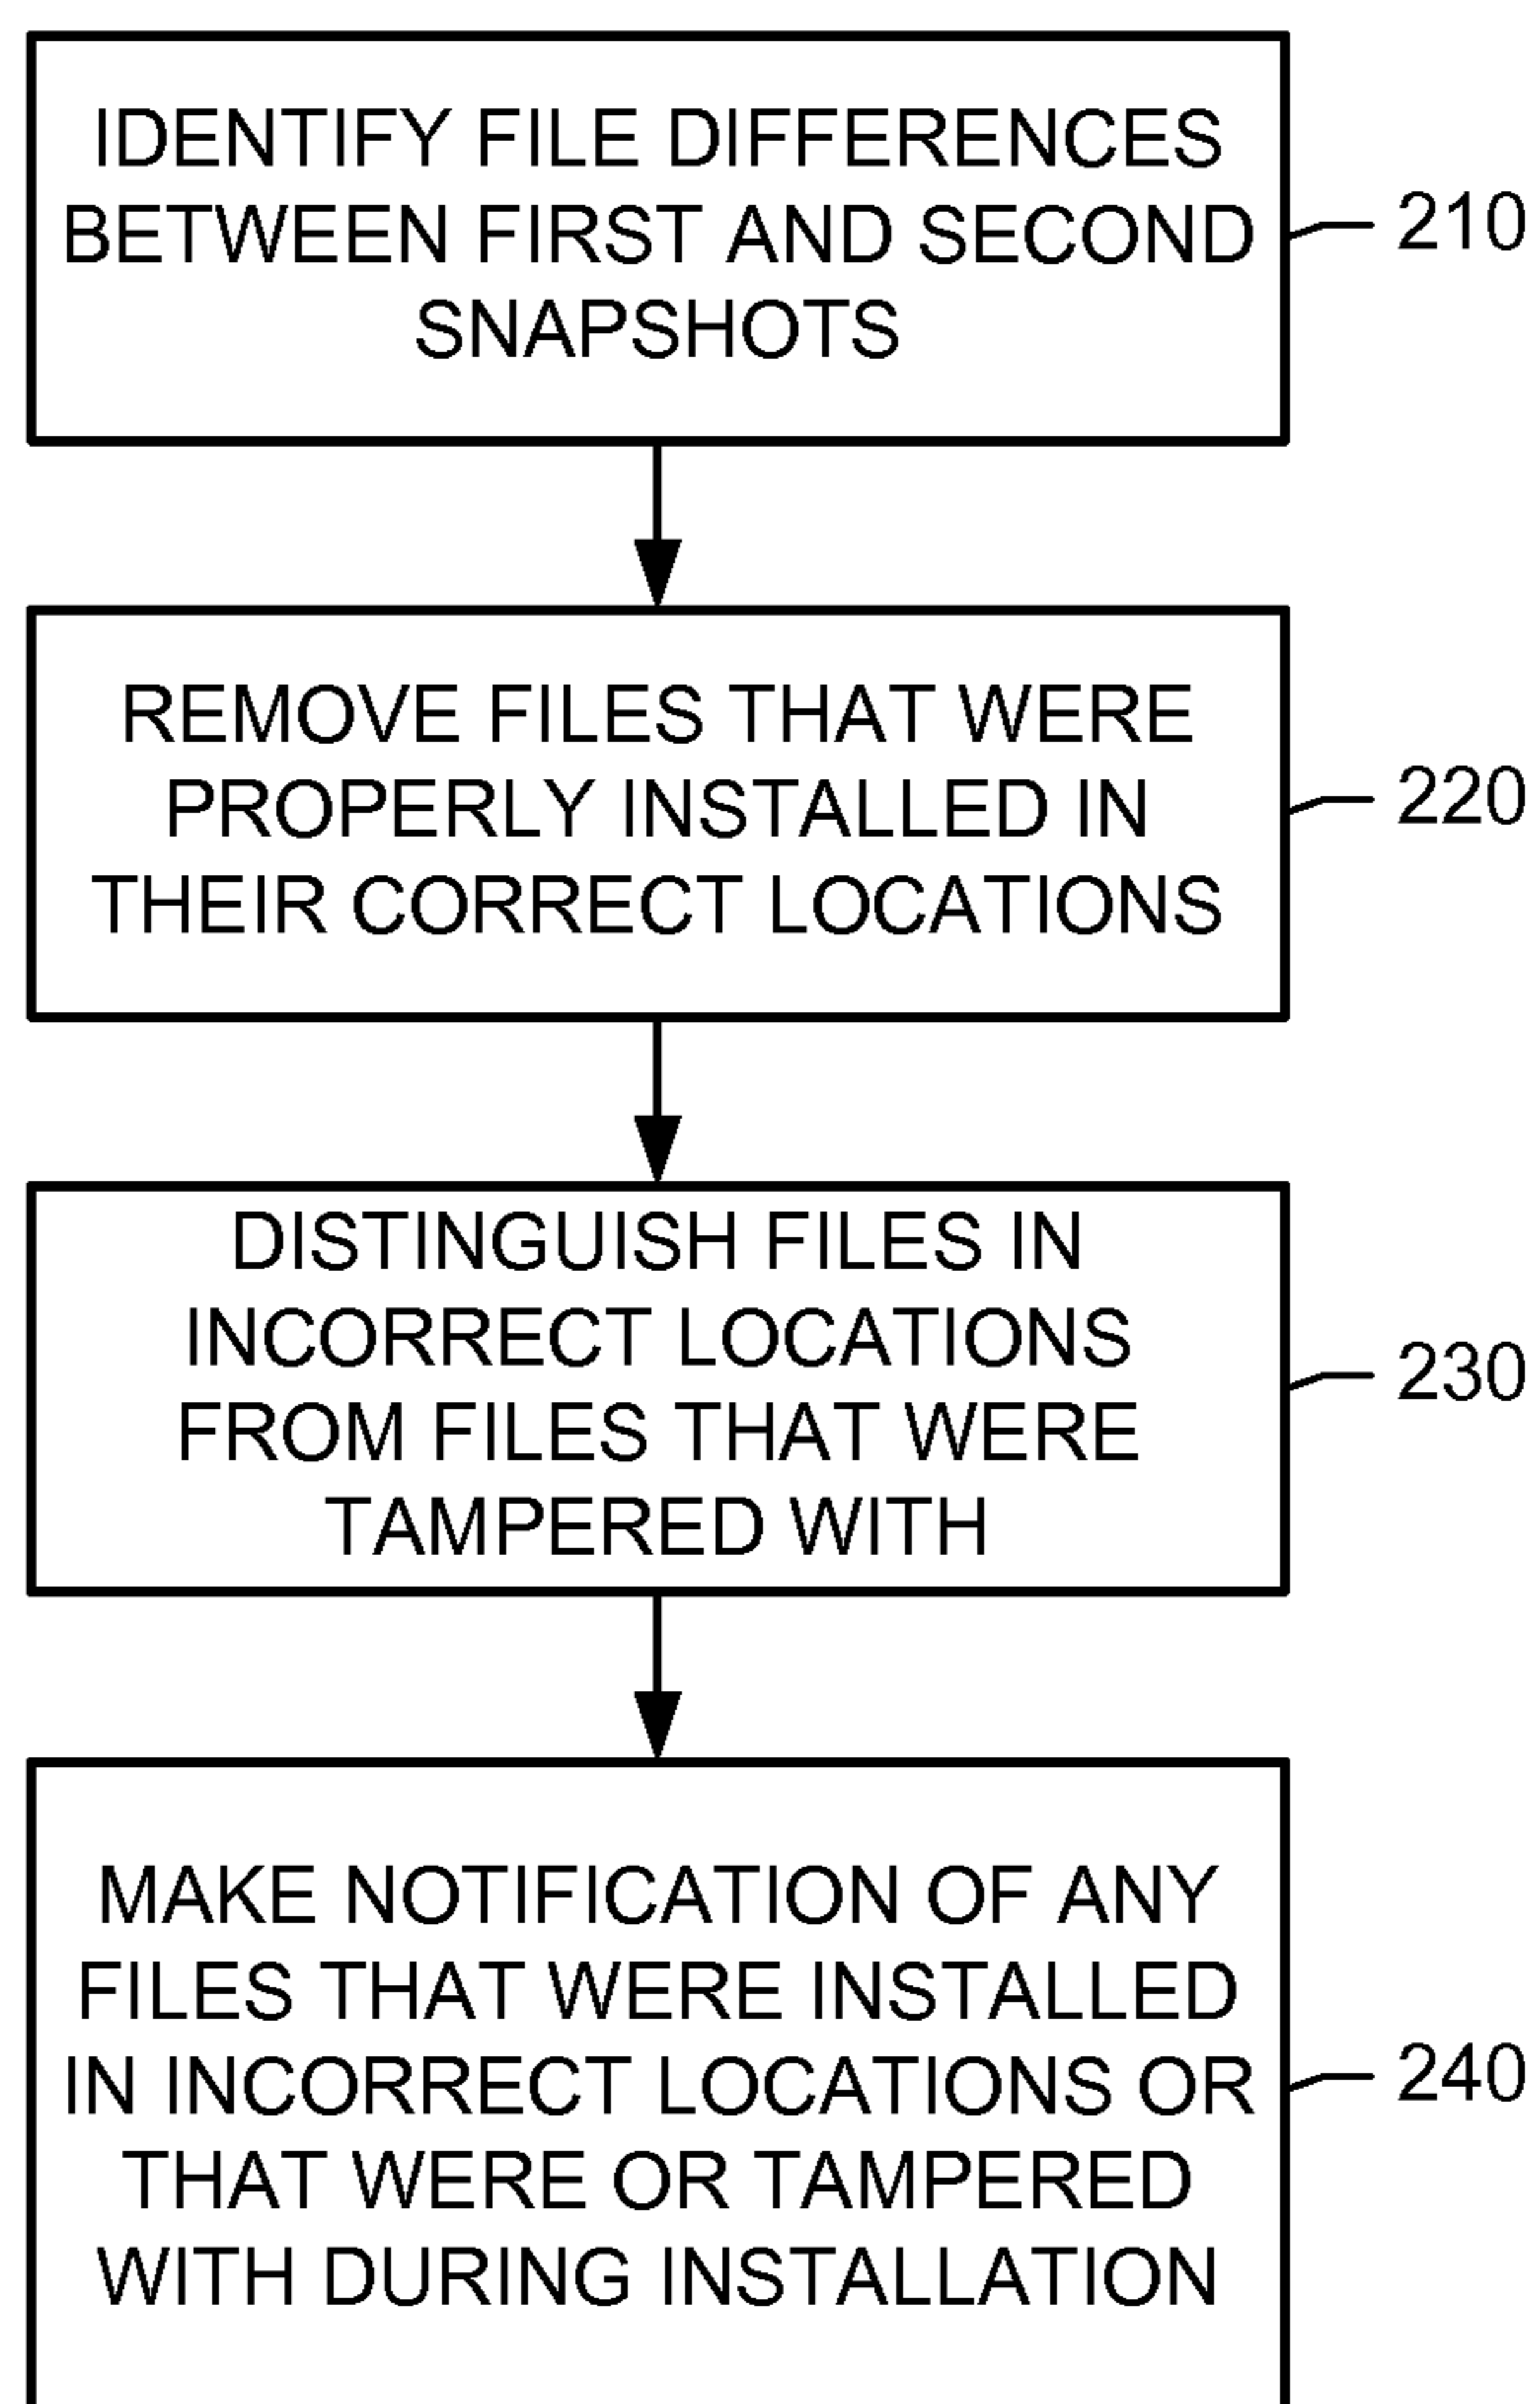 IDENTIFY FILE DIFFERENCES
BETWEEN FIRST AND SECOND
SNAPSHOTS
210
REMOVE FILES THAT WERE
PROPERLY INSTALLED IN
THEIR CORRECT LOCATIONS
220
DISTINGUISH FILES IN
INCORRECT LOCATIONS
FROM FILES THAT WERE
TAMPERED WITH
230
MAKE NOTIFICATION OF ANY
FILES THAT WERE INSTALLED
IN INCORRECT LOCATIONS OR
THAT WERE OR TAMPERED
WITH DURING INSTALLATION
240